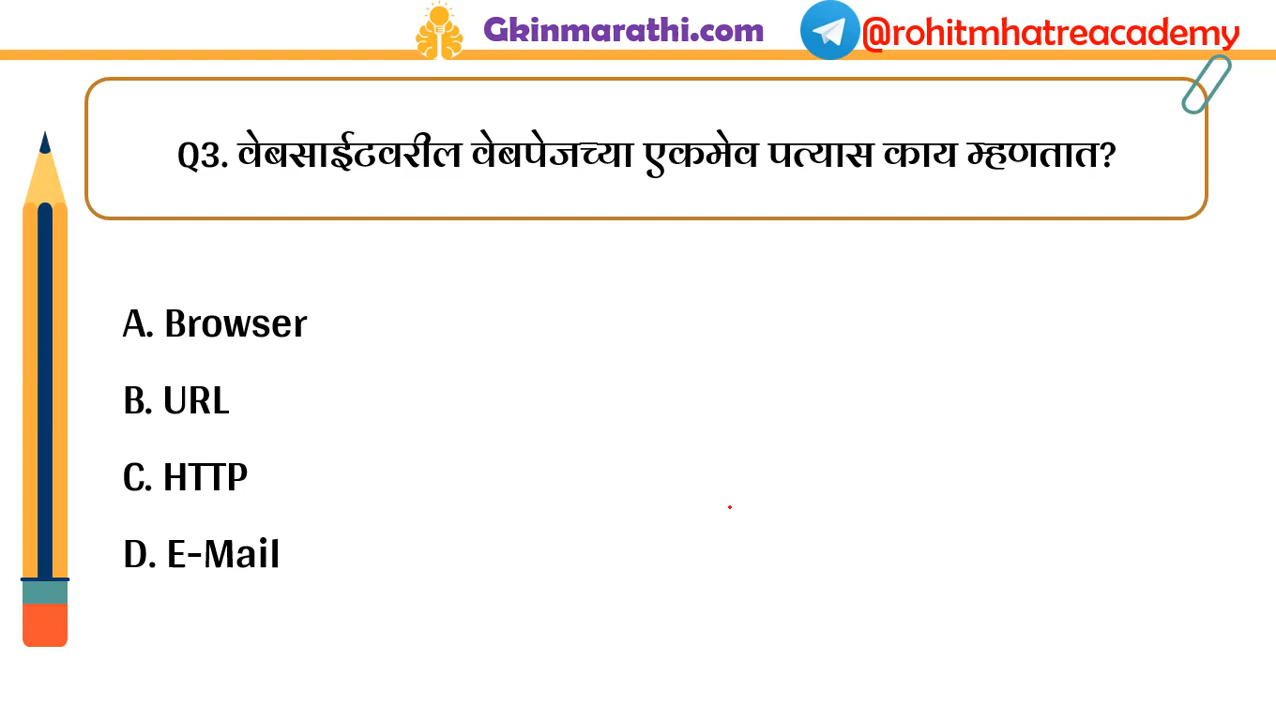 Gkinmarathi.com
@rohitmhatreacademy
Q3. वेबसाईटवरील वेबपेजच्या एकमेव पत्यास काय म्हणतात?
A. Browser
B. URL
C. HTTP
D. E-Mail